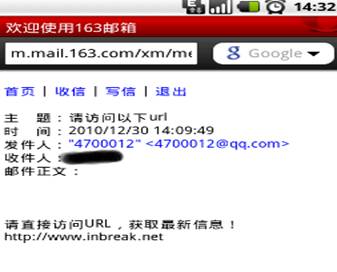 14:32
欢迎使用163邮箱
m.mail.163.com/xm/me
Google
首页 | 收信 | 写信 | 退出
主 题：请访问以下url
时 间：2010/12/30 14:09:49
发件人："4700012" <4700012@qq.com>
收件人：
邮件正文：
请直接访问URL，获取最新信息！
http://www.inbreak.net